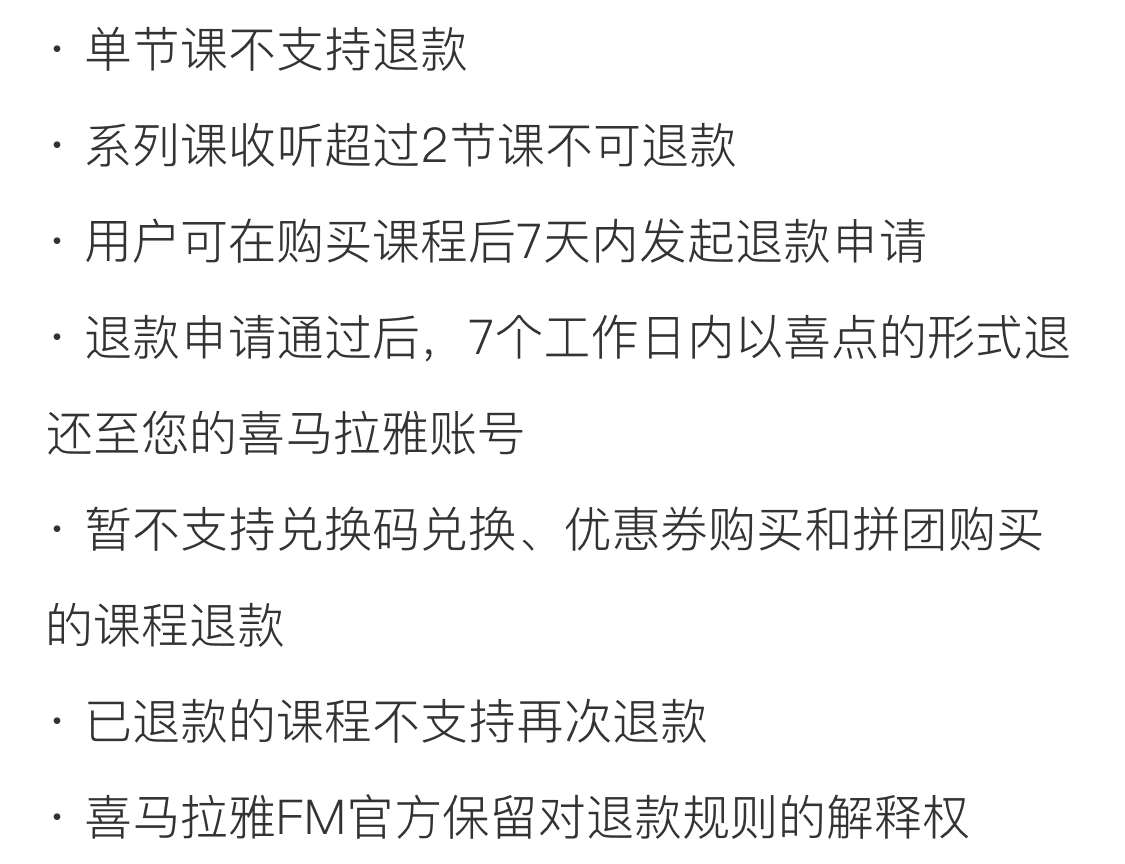 · 单节课不支持退款
· 系列课收听超过2节课不可退款
· 用户可在购买课程后7天内发起退款申请
· 退款申请通过后，7个工作日内以喜点的形式退
还至您的喜马拉雅账号
· 暂不支持兑换码兑换、优惠券购买和拼团购买
的课程退款
· 已退款的课程不支持再次退款
· 喜马拉雅FM官方保留对退款规则的解释权